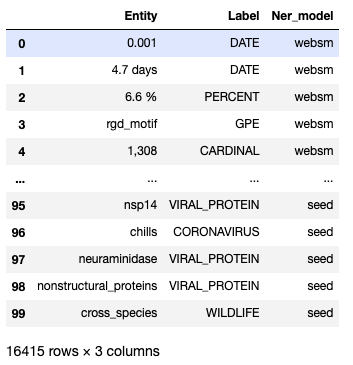 Entity Label Ner_model
0 0.001 DATE websm
1 4.7 days DATE websm
2 6.6 % PERCENT websm
3 rgd_motif GPE websm
4 1,308 CARDINAL websm
... ... ... ...
95 nsp14 VIRAL_PROTEIN seed
96 chills CORONAVIRUS seed
97 neuraminidase VIRAL_PROTEIN seed
98 nonstructural_proteins VIRAL_PROTEIN seed
99 cross_species WILDLIFE seed
16415 rows × 3 columns